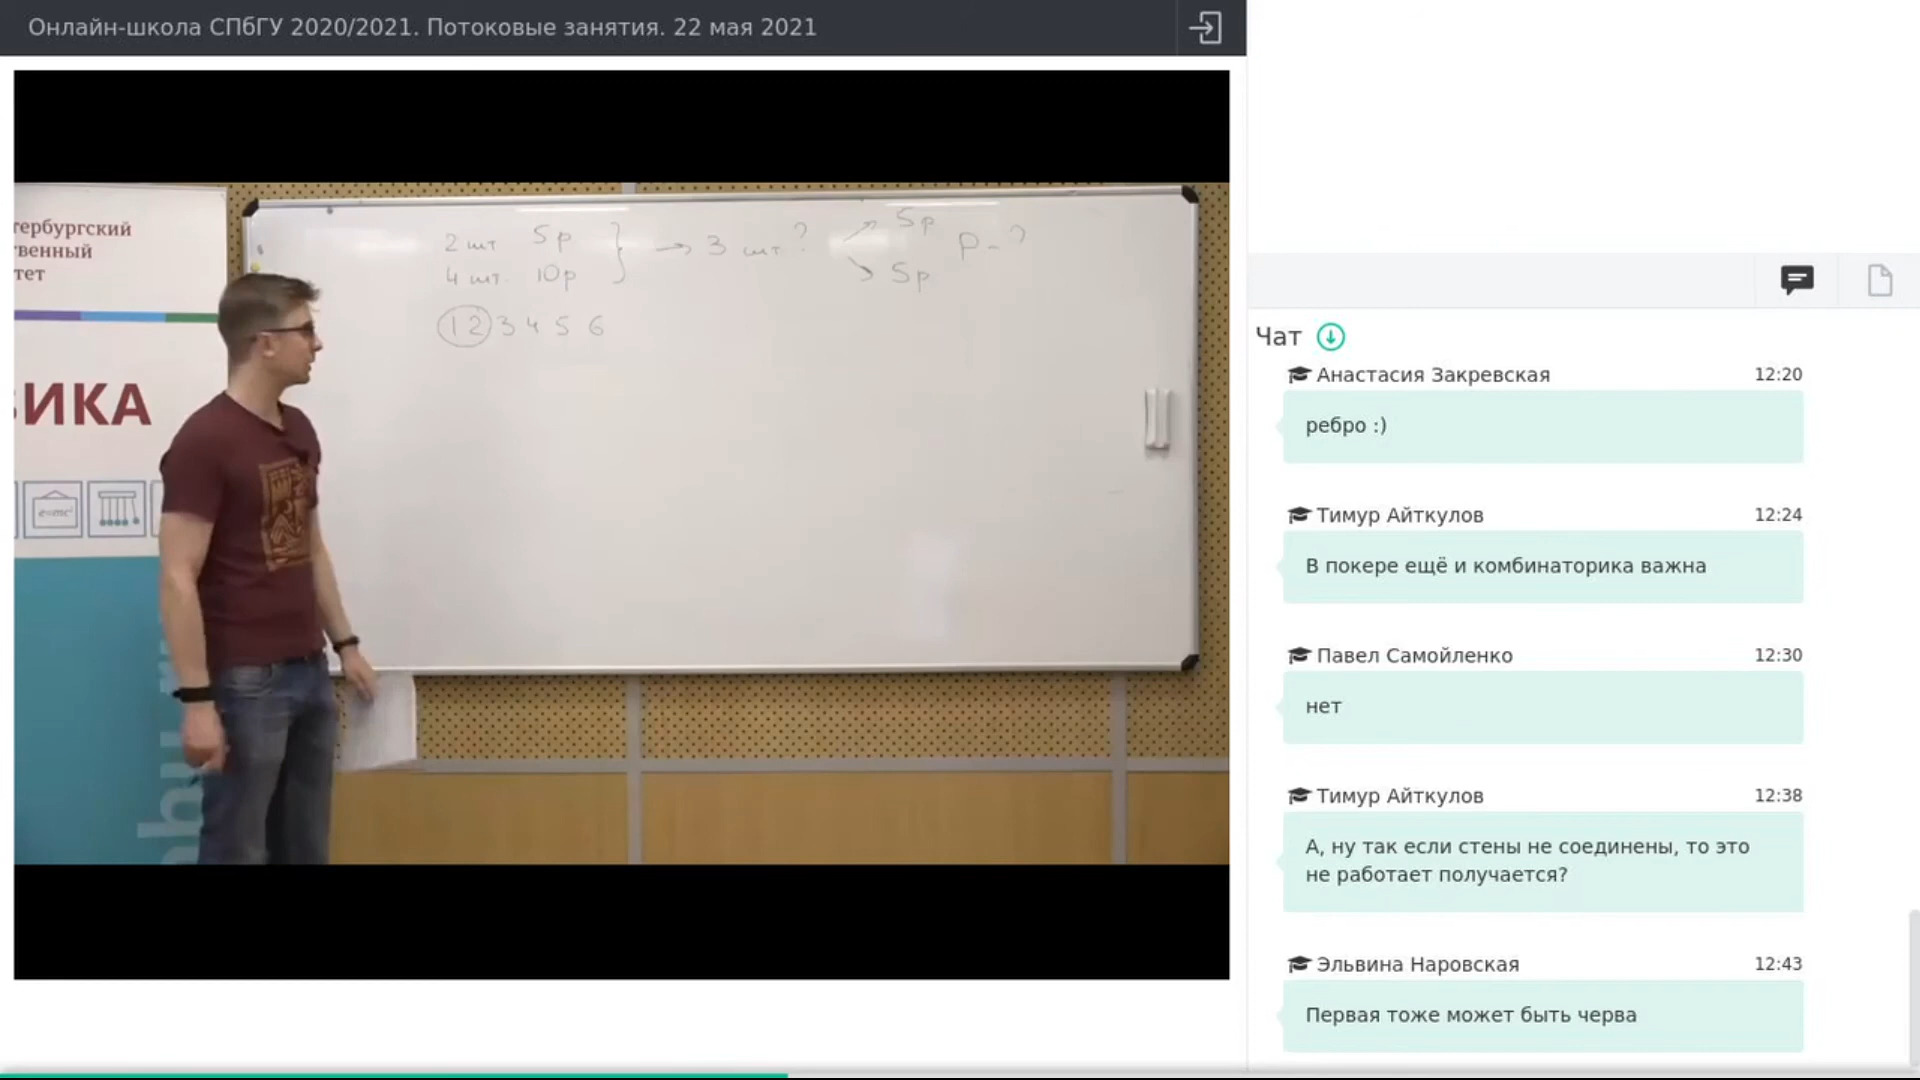 Онлайн-школа СПбГУ 2020/2021. Потоковые занятия. 22 мая 2021
тербургский
венный
тет
ЗИКА
e=mc²
2 шт 5р
4 шт. 10р
→ 3 шт?
5р
5р
P - ?
1 2 3 4 5 6
Чат
Анастасия Закревская 12:20
ребро :)
Тимур Айткулов 12:24
В покере ещё и комбинаторика важна
Павел Самойленко 12:30
нет
Тимур Айткулов 12:38
А, ну так если стены не соединены, то это
не работает получается?
Эльвина Наровская 12:43
Первая тоже может быть черва